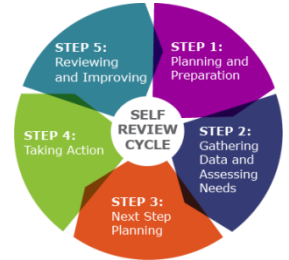 STEP 1:
Planning and
Preparation
STEP 2:
Gathering
Data and
Assessing
Needs
STEP 3:
Next Step
Planning
STEP 4:
Taking Action
STEP 5:
Reviewing
and Improving
SELF
REVIEW
CYCLE